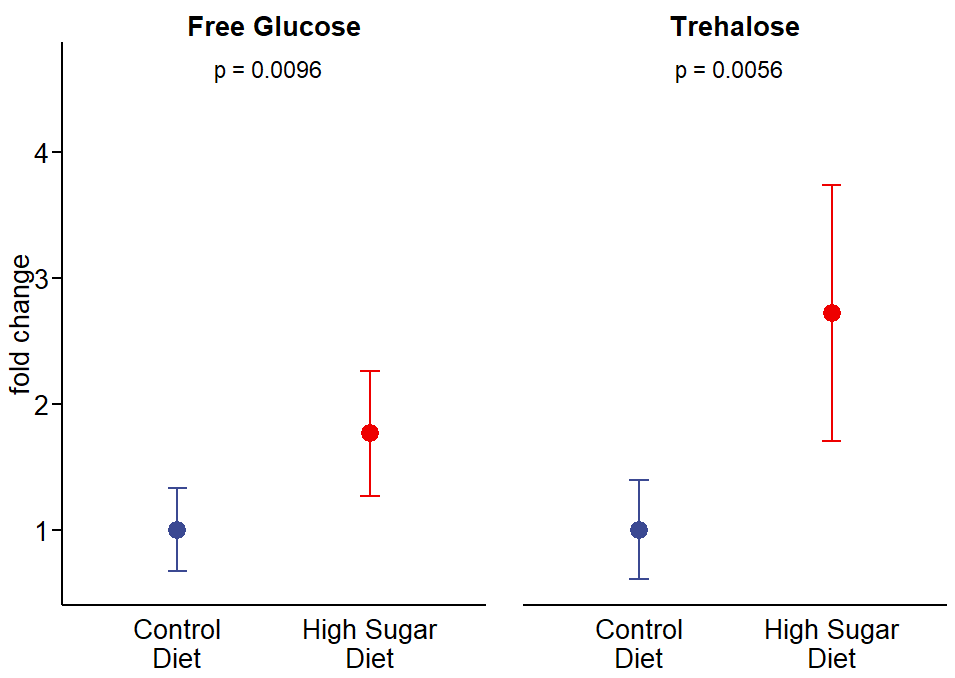 Free Glucose
Trehalose
p = 0.0096
p = 0.0056
fold change
4
3
2
1
Control
Diet
High Sugar
Diet
Control
Diet
High Sugar
Diet